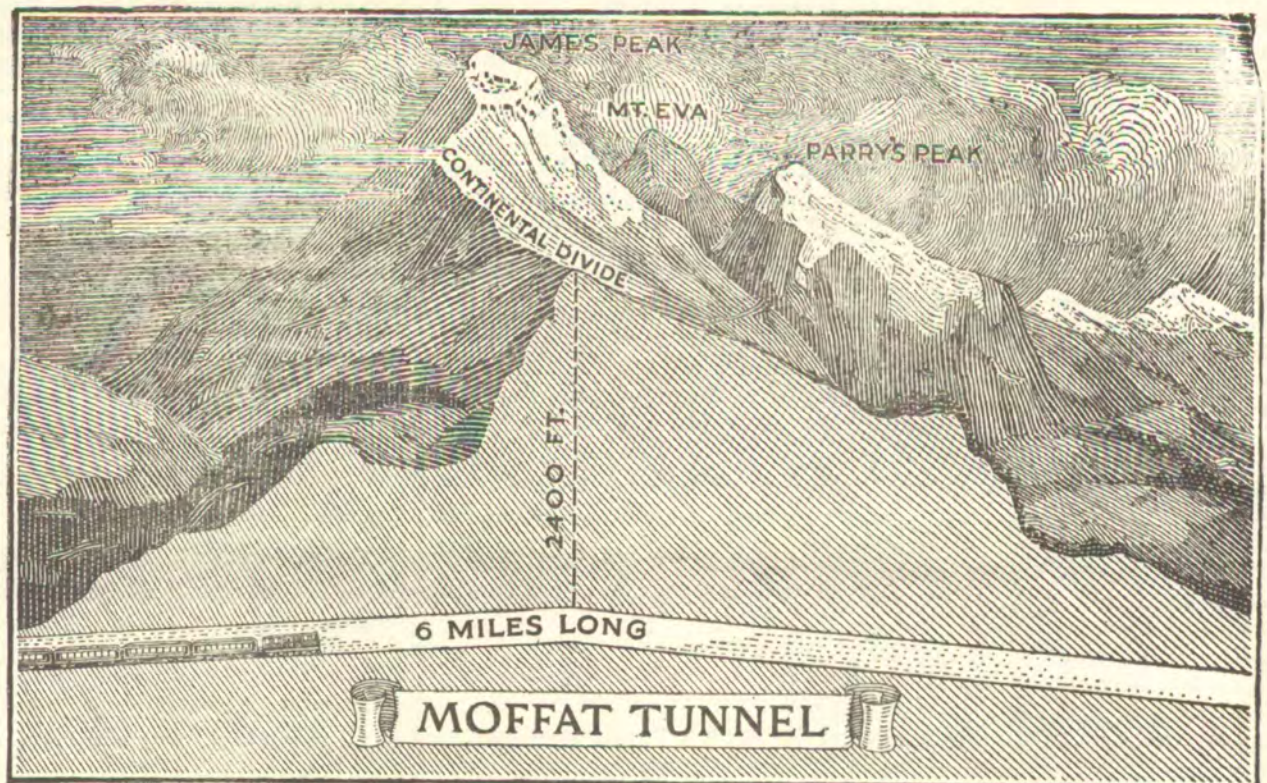 JAMES PEAK
MT. EVA
PARRY'S PEAK
CONTINENTAL DIVIDE
2400 FT.
6 MILES LONG
MOFFAT TUNNEL